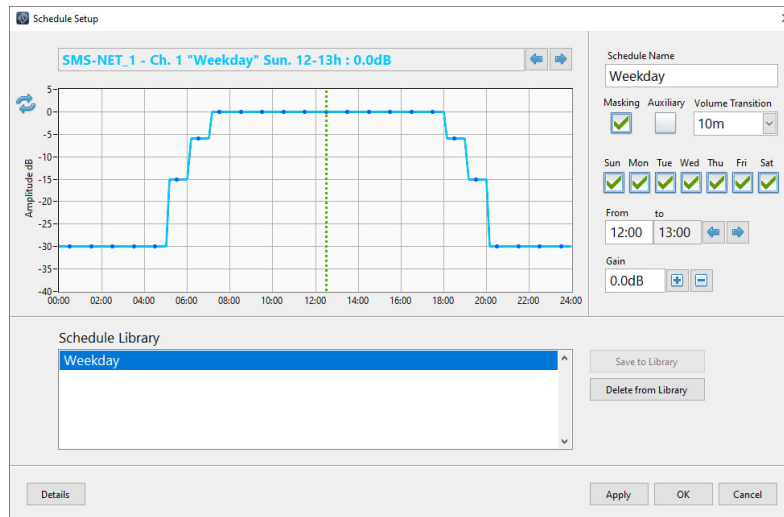 Schedule Setup
SMS-NET_1 - Ch. 1 "Weekday" Sun. 12-13h : 0.0dB
Schedule Name
Weekday
Masking Auxiliary Volume Transition
10m
Sun Mon Tue Wed Thu Fri Sat
From to
12:00 13:00
Gain
0.0dB
Amplitude dB
5
0
-5
-10
-15
-20
-25
-30
-35
-40
00:00 02:00 04:00 06:00 08:00 10:00 12:00 14:00 16:00 18:00 20:00 22:00 24:00
Schedule Library
Weekday
Save to Library
Delete from Library
Details
Apply OK Cancel